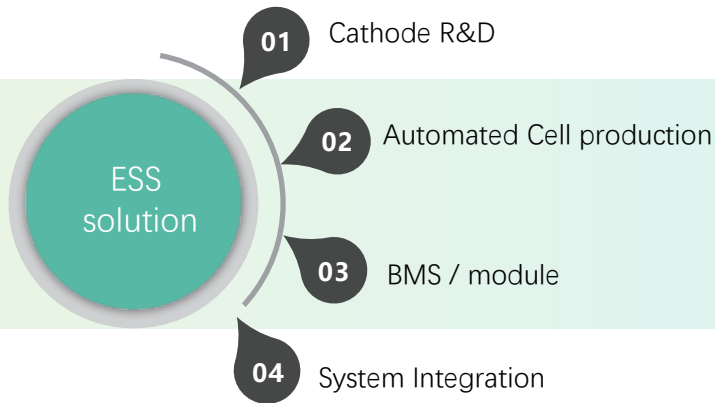 01
Cathode R&D
02
Automated Cell production
ESS
solution
03
BMS / module
04
System Integration